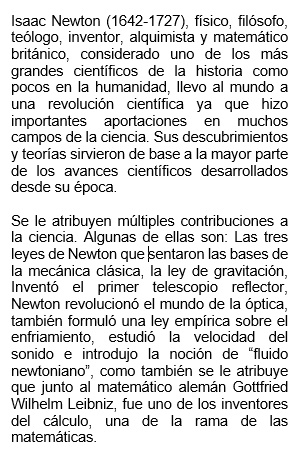 Isaac Newton (1642-1727), físico, filósofo,
teólogo, inventor, alquimista y matemático
británico, considerado uno de los más
grandes científicos de la historia como
pocos en la humanidad, llevo al mundo a
una revolución científica ya que hizo
importantes aportaciones en muchos
campos de la ciencia. Sus descubrimientos
y teorías sirvieron de base a la mayor parte
de los avances científicos desarrollados
desde su época.

Se le atribuyen múltiples contribuciones a
la ciencia. Algunas de ellas son: Las tres
leyes de Newton que sentaron las bases de
la mecánica clásica, la ley de gravitación,
Inventó el primer telescopio reflector,
Newton revolucionó el mundo de la óptica,
también formuló una ley empírica sobre el
enfriamiento, estudió la velocidad del
sonido e introdujo la noción de “fluido
newtoniano”, como también se le atribuye
que junto al matemático alemán Gottfried
Wilhelm Leibniz, fue uno de los inventores
del cálculo, una de la rama de las
matemáticas.